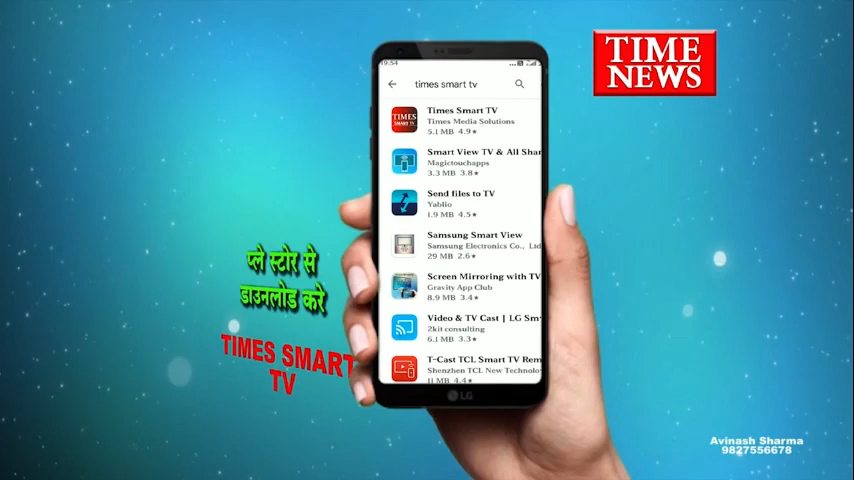 TIME
NEWS
19:54
times smart tv
Times Smart TV
Times Media Solutions
5.1 MB 4.9★
Smart View TV & All Shar
Magictouchapps
3.3 MB 3.8★
Send files to TV
Yablio
1.9 MB 4.5★
Samsung Smart View
Samsung Electronics Co., Ltd
29 MB 2.6★
Screen Mirroring with TV
Gravity App Club
8.9 MB 3.4★
Video & TV Cast | LG Sm
2kit consulting
6.1 MB 3.3★
T-Cast TCL Smart TV Rem
Shenzhen TCL New Technolo
11 MB 4.4★
LG
TIMES
SMART TV
प्ले स्टोर से
डाउनलोड करे
TIMES SMART
TV
Avinash Sharma
9827556678